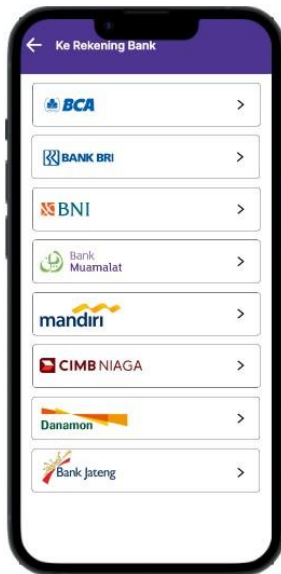 Ke Rekening Bank
BCA
BANK BRI
BNI
Bank
Muamalat
mandiri
CIMB NIAGA
Danamon
Bank Jateng